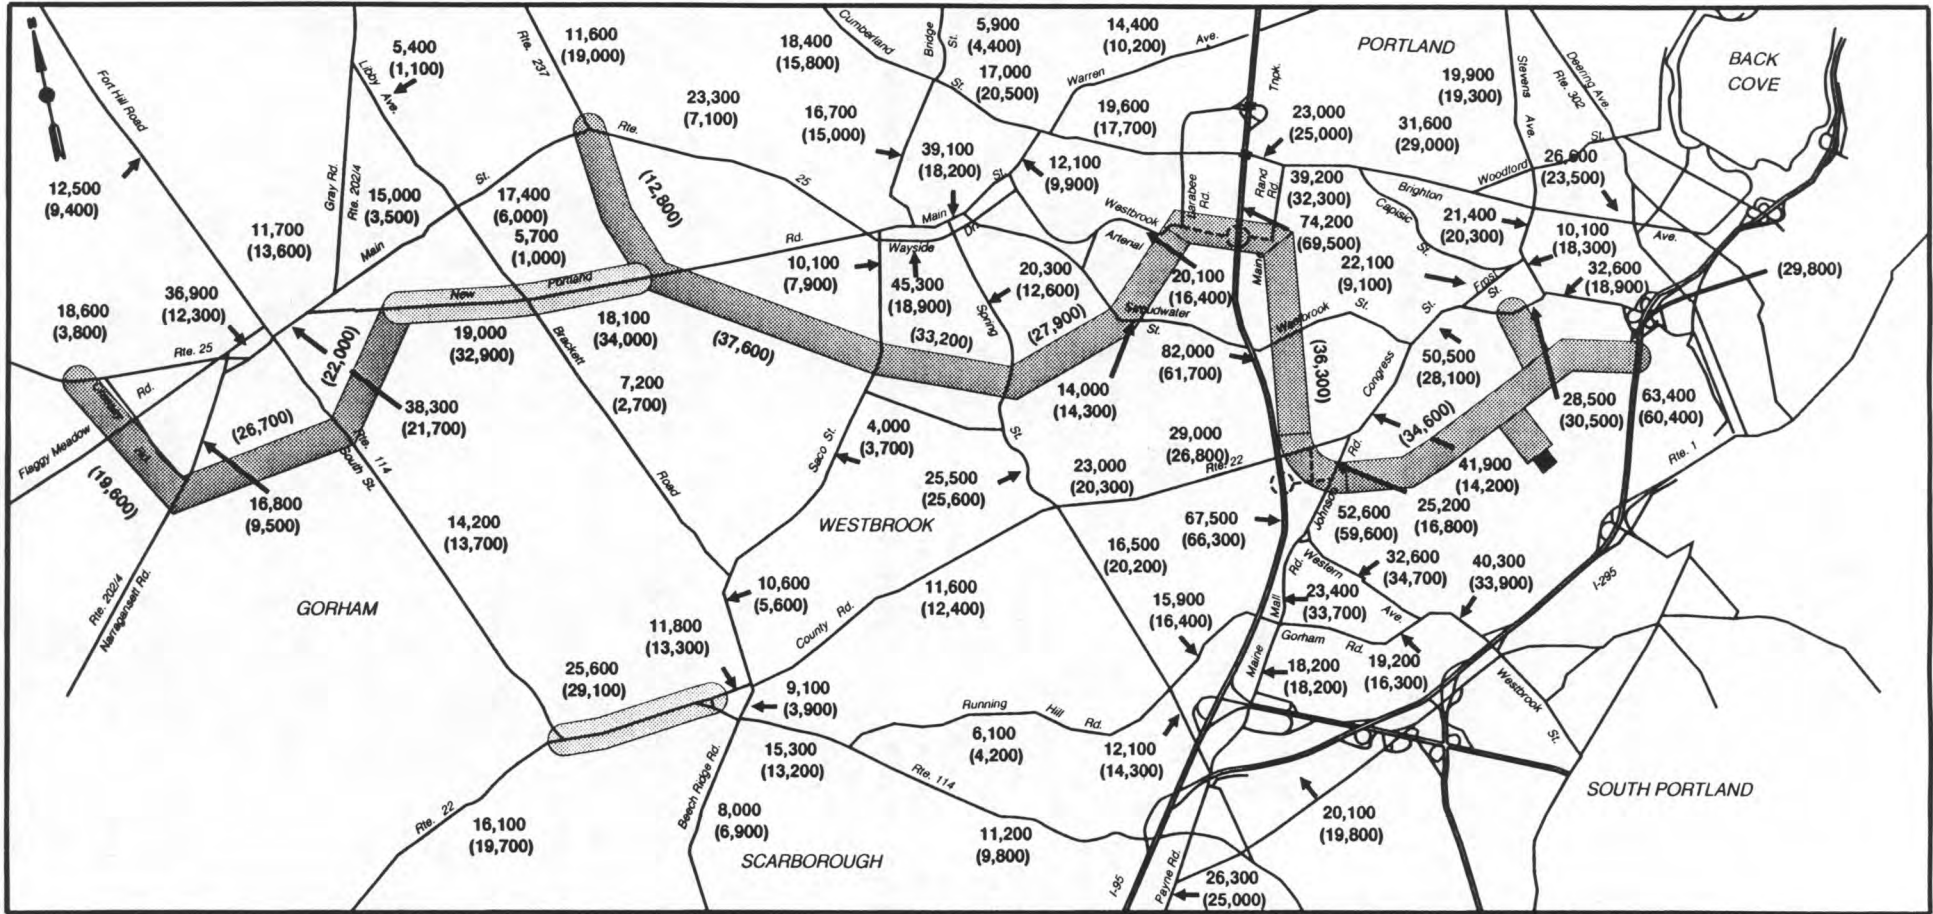 N
Fort Hill Road
5,400
(1,100)
Libby Ave.
Rte. 237
11,600
(19,000)
18,400
(15,800)
Cumberland St.
Bridge St.
5,900
(4,400)
17,000
(20,500)
14,400
(10,200)
Warren Ave.
Tnpk.
PORTLAND
19,900
(19,300)
Stevens Ave.
Deering Ave.
Rte. 302
BACK
COVE
12,500
(9,400)
Gray Rd.
Rte. 202/4
23,300
(7,100)
Rte. 25
16,700
(15,000)
39,100
(18,200)
19,600
(17,700)
12,100
(9,900)
23,000
(25,000)
31,600
(29,000)
Woodford St.
26,600
(23,500)
11,700
(13,600)
15,000
(3,500)
Main St.
17,400
(6,000)
5,700
(1,000)
(12,800)
Main St.
Wayside Dr.
Westbrook
Arterial
Larabee
Rd.
Rand
Rd.
39,200
(32,300)
74,200
(69,500)
Brighton Ave.
Capisic St.
21,400
(20,300)
10,100
(18,300)
18,600
(3,800)
36,900
(12,300)
New Portland Rd.
10,100
(7,900)
45,300
(18,900)
20,300
(12,600)
Spring St.
20,100
(16,400)
Maine
22,100
(9,100)
Frost St.
32,600
(18,900)
(29,800)
Rte. 25
(22,000)
19,000
(32,900)
18,100
(34,000)
Brackett Road
(37,600)
(33,200)
(27,900)
Stroudwater
St.
82,000
(61,700)
Westbrook St.
(36,300)
Congress St.
50,500
(28,100)
Flaggy Meadow Rd.
Rd.
(26,700)
38,300
(21,700)
7,200
(2,700)
14,000
(14,300)
28,500
(30,500)
63,400
(60,400)
(19,600)
16,800
(9,500)
Rte. 114
South St.
4,000
(3,700)
Saco St.
29,000
(26,800)
Rte. 22
(34,600)
41,900
(14,200)
Rte. 1
14,200
(13,700)
25,500
(25,600)
23,000
(20,300)
WESTBROOK
67,500
(66,300)
Johnson Rd.
52,600
(59,600)
25,200
(16,800)
Rte. 202/4
Narragansett Rd.
GORHAM
10,600
(5,600)
11,600
(12,400)
County Rd.
16,500
(20,200)
Western Ave.
32,600
(34,700)
40,300
(33,900)
I-295
11,800
(13,300)
15,900
(16,400)
Maine Mall Rd.
23,400
(33,700)
Gorham Rd.
19,200
(16,300)
25,600
(29,100)
9,100
(3,900)
18,200
(18,200)
Westbrook St.
Running Hill Rd.
6,100
(4,200)
12,100
(14,300)
15,300
(13,200)
Rte. 114
Beech Ridge Rd.
SOUTH PORTLAND
Rte. 22
16,100
(19,700)
8,000
(6,900)
SCARBOROUGH
11,200
(9,800)
20,100
(19,800)
I-95
Payne Rd.
26,300
(25,000)